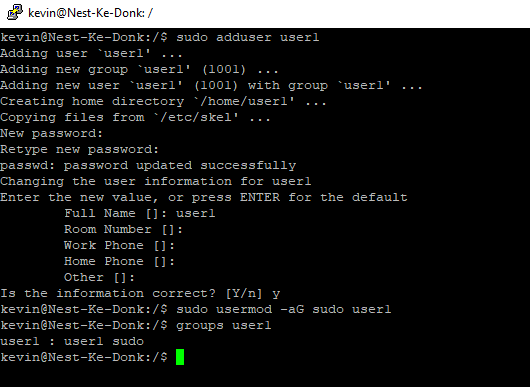 kevin@Nest-Ke-Donk: /
kevin@Nest-Ke-Donk:/$ sudo adduser user1
Adding user `user1' ...
Adding new group `user1' (1001) ...
Adding new user `user1' (1001) with group `user1' ...
Creating home directory `/home/user1' ...
Copying files from `/etc/skel' ...
New password:
Retype new password:
passwd: password updated successfully
Changing the user information for user1
Enter the new value, or press ENTER for the default
        Full Name []: user1
        Room Number []:
        Work Phone []:
        Home Phone []:
        Other []:
Is the information correct? [Y/n] y
kevin@Nest-Ke-Donk:/$ sudo usermod -aG sudo user1
kevin@Nest-Ke-Donk:/$ groups user1
user1 : user1 sudo
kevin@Nest-Ke-Donk:/$